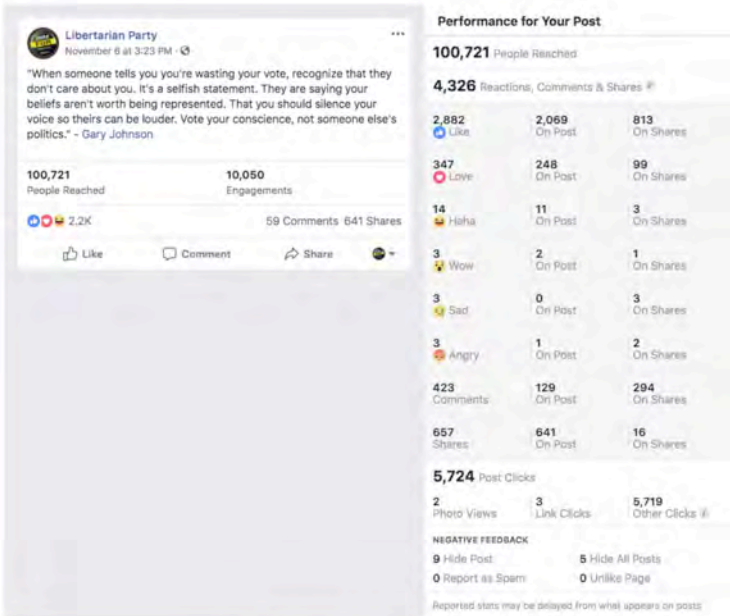 Libertarian Party
November 6 at 3:23 PM ·
"When someone tells you you're wasting your vote, recognize that they
don't care about you. It's a selfish statement. They are saying your
beliefs aren't worth being represented. That you should silence your
voice so theirs can be louder. Vote your conscience, not someone else's
politics." - Gary Johnson
100,721 10,050
People Reached Engagements
2.2K 59 Comments 641 Shares
Like Comment Share
Performance for Your Post
100,721 People Reached
4,326 Reactions, Comments & Shares
2,882 2,069 813
Like On Post On Shares
347 248 99
Love On Post On Shares
14 11 3
Haha On Post On Shares
3 2 1
Wow On Post On Shares
3 0 3
Sad On Post On Shares
3 1 2
Angry On Post On Shares
423 129 294
Comments On Post On Shares
657 641 16
Shares On Post On Shares
5,724 Post Clicks
2 3 5,719
Photo Views Link Clicks Other Clicks
NEGATIVE FEEDBACK
9 Hide Post 5 Hide All Posts
0 Report as Spam 0 Unlike Page
Reported stats may be delayed from what appears on posts